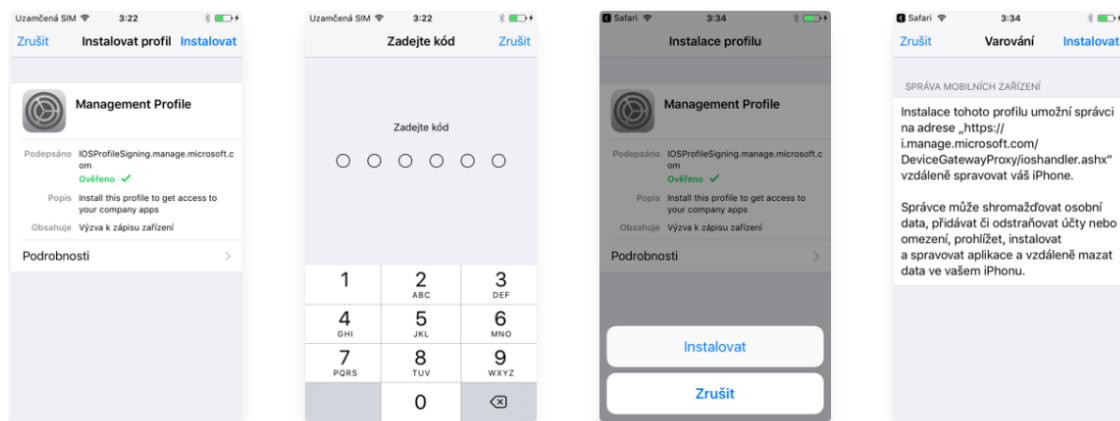 Uzamčená SIM 3:22
Zrušit Instalovat profil Instalovat
Management Profile
Podepsáno IOSProfileSigning.manage.microsoft.c
om
Ověřeno
Popis Install this profile to get access to
your company apps
Obsahuje Výzva k zápisu zařízení
Podrobnosti
Uzamčená SIM 3:22
Zadejte kód Zrušit
Zadejte kód
1 2 3
ABC DEF
4 5 6
GHI JKL MNO
7 8 9
PQRS TUV WXYZ
0
Safari 3:34
Instalace profilu
Management Profile
Podepsáno IOSProfileSigning.manage.microsoft.c
om
Ověřeno
Popis Install this profile to get access to
your company apps
Obsahuje Výzva k zápisu zařízení
Podrobnosti
Instalovat
Zrušit
Safari 3:34
Zrušit Varování Instalovat
SPRÁVA MOBILNÍCH ZAŘÍZENÍ
Instalace tohoto profilu umožní správci
na adrese „https://
i.manage.microsoft.com/
DeviceGatewayProxy/ioshandler.ashx“
vzdáleně spravovat váš iPhone.
Správce může shromažďovat osobní
data, přidávat či odstraňovat účty nebo
omezení, prohlížet, instalovat
a spravovat aplikace a vzdáleně mazat
data ve vašem iPhonu.